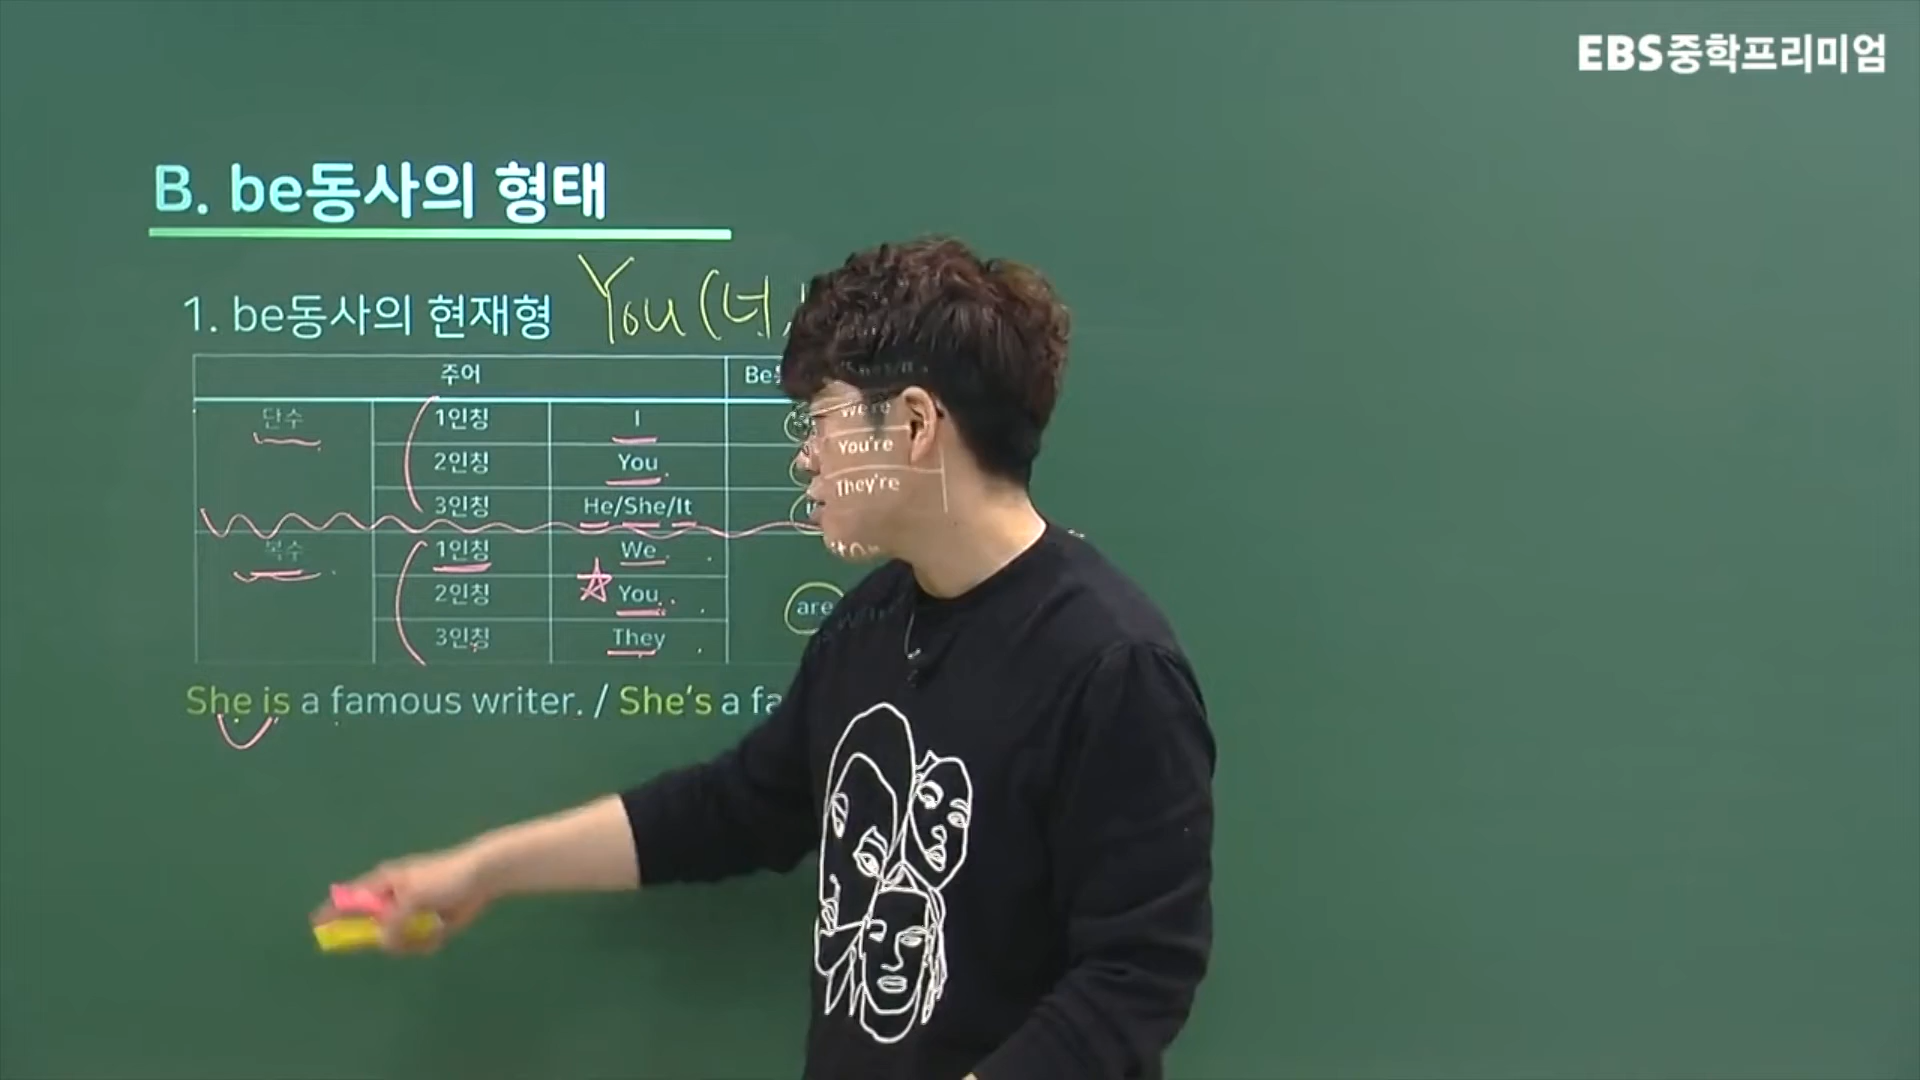 EBS중학프리미엄
B. be동사의 형태
1. be동사의 현재형 You (너,
주어 Be
단수 1인칭 I
2인칭 You
3인칭 He/She/It
복수 1인칭 We
2인칭 You are
3인칭 They
We're
You're
They're
She is a famous writer. / She's a fa